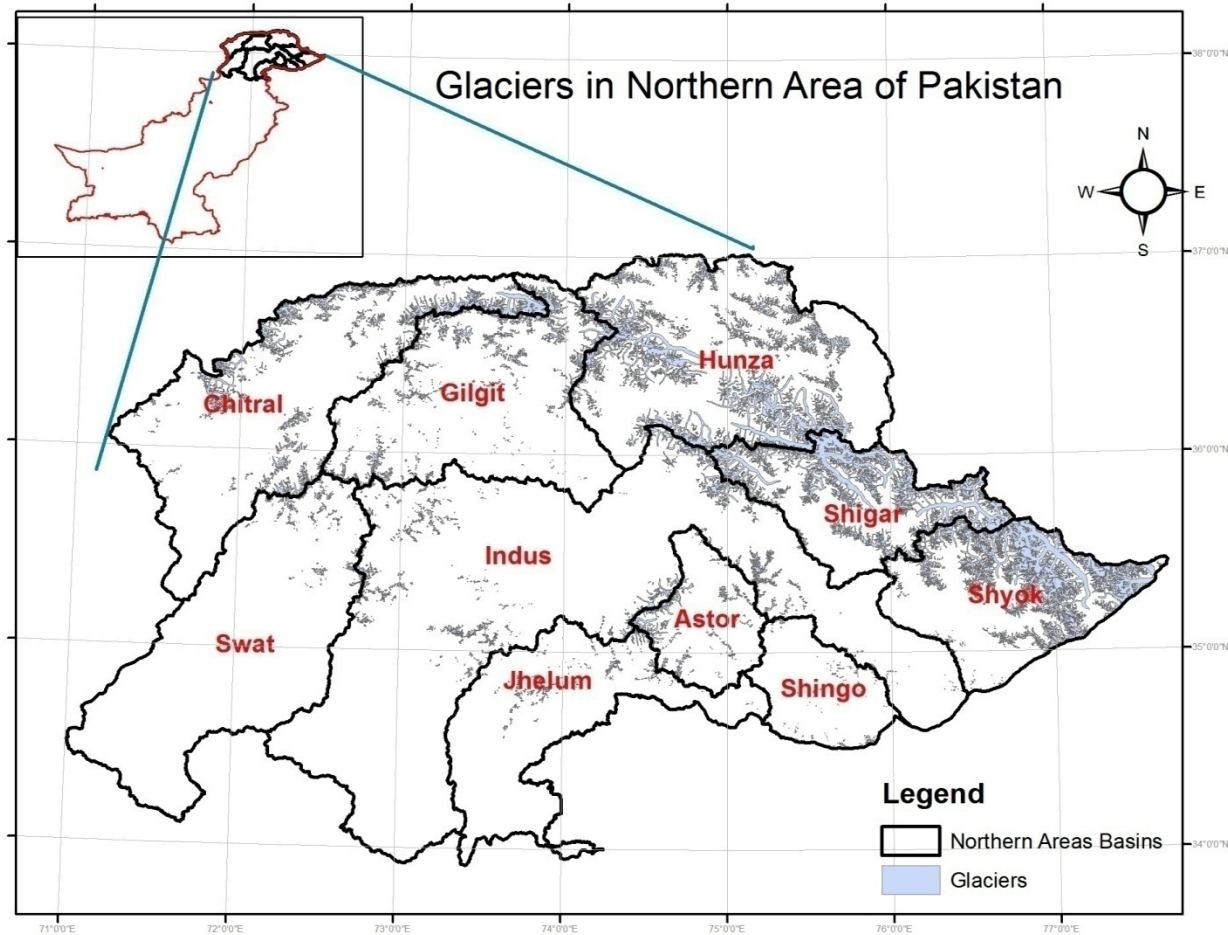 Glaciers in Northern Area of Pakistan
N
W
E
S
38°0'0"N
37°0'0"N
36°0'0"N
35°0'0"N
34°0'0"N
Hunza
Gilgit
Chitral
Shigar
Indus
Shyok
Astor
Swat
Jhelum
Shingo
Legend
Northern Areas Basins
Glaciers
71°0'0"E
72°0'0"E
73°0'0"E
74°0'0"E
75°0'0"E
76°0'0"E
77°0'0"E